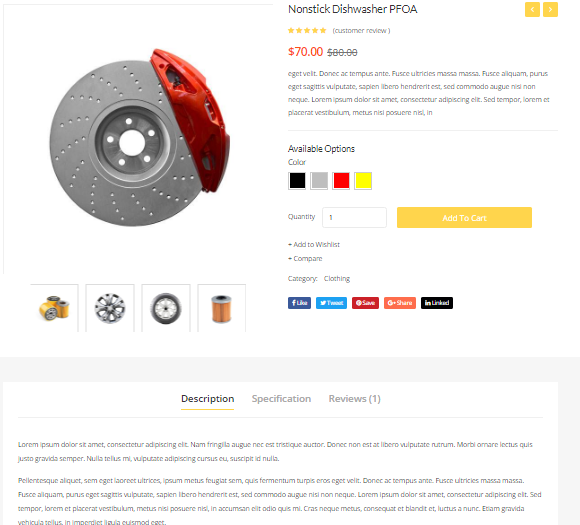 Nonstick Dishwasher PFOA
(customer review )
$70.00 $80.00
eget velit. Donec ac tempus ante. Fusce ultricies massa massa. Fusce aliquam, purus
eget sagittis vulputate, sapien libero hendrerit est, sed commodo augue nisi non
neque. Lorem ipsum dolor sit amet, consectetur adipiscing elit. Sed tempor, lorem et
placerat vestibulum, metus nisi posuere nisl, in
Available Options
Color
Quantity 1 Add To Cart
+ Add to Wishlist
+ Compare
Category: Clothing
Like Tweet Save Share Linked
Description Specification Reviews (1)
Lorem ipsum dolor sit amet, consectetur adipiscing elit. Nam fringilla augue nec est tristique auctor. Donec non est at libero vulputate rutrum. Morbi ornare lectus quis
justo gravida semper. Nulla tellus mi, vulputate adipiscing cursus eu, suscipit id nulla.
Pellentesque aliquet, sem eget laoreet ultrices, ipsum metus feugiat sem, quis fermentum turpis eros eget velit. Donec ac tempus ante. Fusce ultricies massa massa.
Fusce aliquam, purus eget sagittis vulputate, sapien libero hendrerit est, sed commodo augue nisi non neque. Lorem ipsum dolor sit amet, consectetur adipiscing elit. Sed
tempor, lorem et placerat vestibulum, metus nisi posuere nisl, in accumsan elit odio quis mi. Cras neque metus, consequat et blandit et, luctus a nunc. Etiam gravida
vehicula tellus, in imperdiet ligula euismod eget.